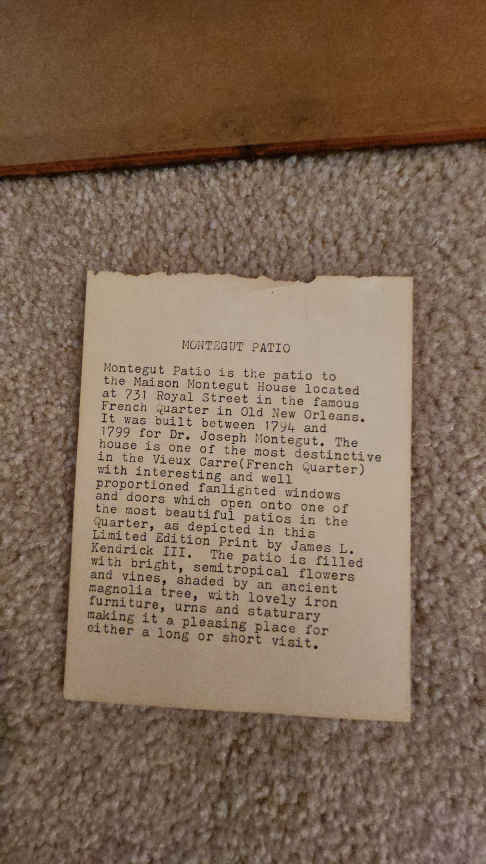 MONTEGUT PATIO
Montegut Patio is the patio to
the Maison Montegut House located
at 731 Royal Street in the famous
French Quarter in Old New Orleans.
It was built between 1794 and
1799 for Dr. Joseph Montegut. The
house is one of the most destinctive
in the Vieux Carre(French Quarter)
with interesting and well
proportioned fanlighted windows
and doors which open onto one of
the most beautiful patios in the
Quarter, as depicted in this
Limited Edition Print by James L.
Kendrick III. The patio is filled
with bright, semitropical flowers
and vines, shaded by an ancient
magnolia tree, with lovely iron
furniture, urns and staturary
making it a pleasing place for
either a long or short visit.